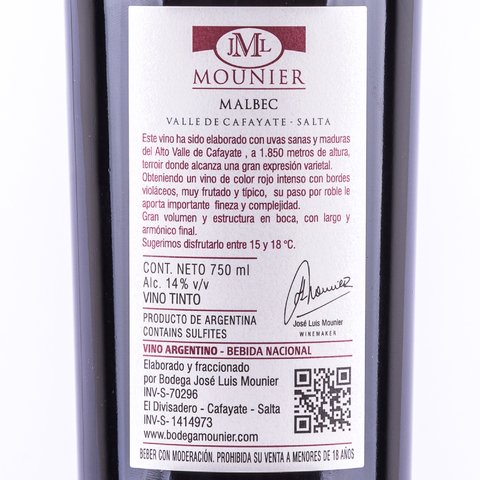 JML
MOUNIER
MALBEC
VALLE DE CAFAYATE - SALTA
Este vino ha sido elaborado con uvas sanas y maduras
del Alto Valle de Cafayate , a 1.850 metros de altura,
terroir donde alcanza una gran expresión varietal.
Obteniendo un vino de color rojo intenso con bordes
violáceos, muy frutado y típico, su paso por roble le
aporta importante fineza y complejidad.
Gran volumen y estructura en boca, con largo y
armónico final.
Sugerimos disfrutarlo entre 15 y 18 °C.
CONT. NETO 750 ml
Alc. 14% v/v
VINO TINTO
Mounier
José Luis Mounier
WINEMAKER
PRODUCTO DE ARGENTINA
CONTAINS SULFITES
VINO ARGENTINO - BEBIDA NACIONAL
Elaborado y fraccionado
por Bodega José Luis Mounier
INV-S-70296
El Divisadero - Cafayate - Salta
INV-S- 1414973
www.bodegamounier.com
BEBER CON MODERACIÓN. PROHIBIDA SU VENTA A MENORES DE 18 AÑOS